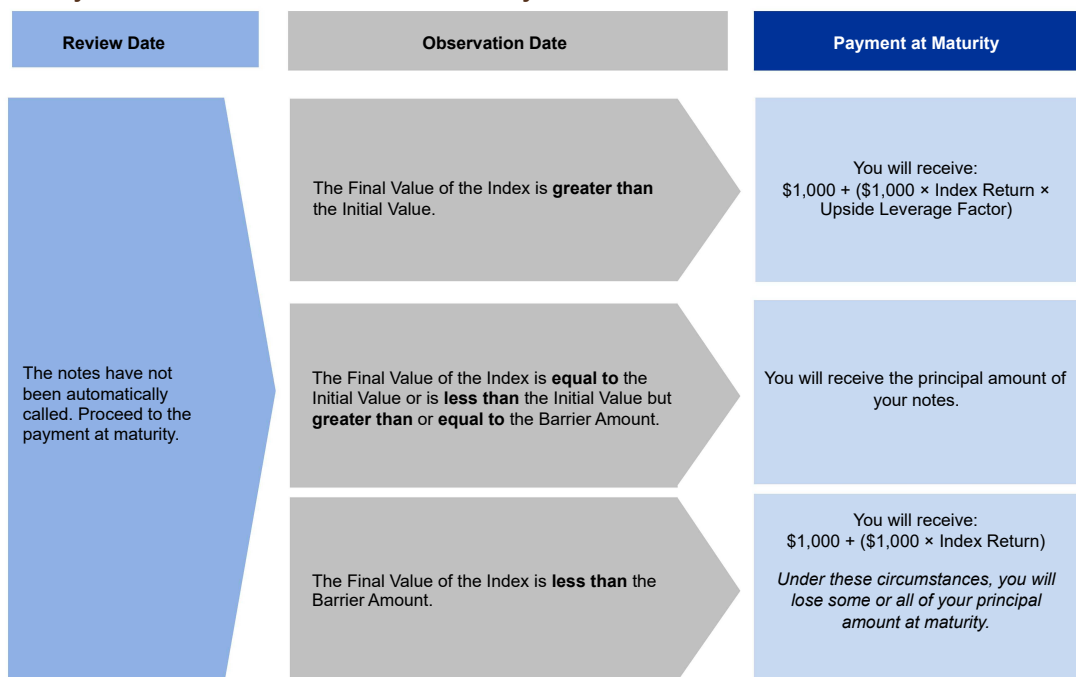 Review Date
Observation Date
Payment at Maturity
The notes have not
been automatically
called. Proceed to the
payment at maturity.
The Final Value of the Index is greater than
the Initial Value.
You will receive:
$1,000 + ($1,000 × Index Return ×
Upside Leverage Factor)
The Final Value of the Index is equal to the
Initial Value or is less than the Initial Value but
greater than or equal to the Barrier Amount.
You will receive the principal amount of
your notes.
The Final Value of the Index is less than the
Barrier Amount.
You will receive:
$1,000 + ($1,000 × Index Return)
Under these circumstances, you will
lose some or all of your principal
amount at maturity.